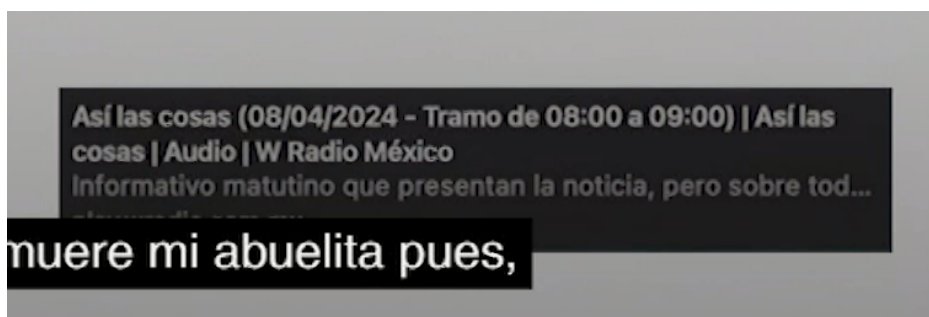 Así las cosas (08/04/2024 - Tramo de 08:00 a 09:00) | Así las
cosas | Audio | W Radio México
Informativo matutino que presentan la noticia, pero sobre tod...
muere mi abuelita pues,